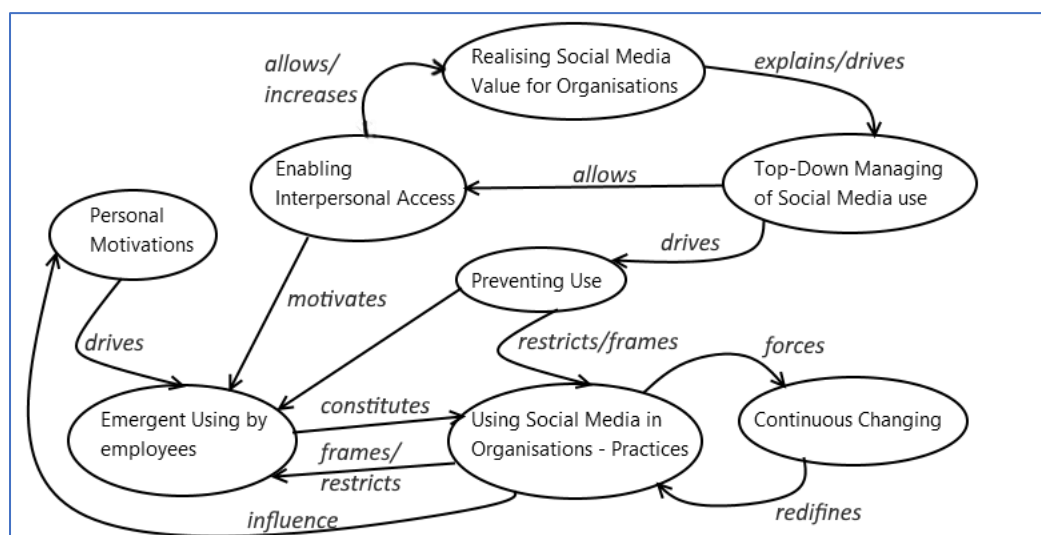 Realising Social Media
Value for Organisations
allows/
increases
explains/drives
Enabling
Interpersonal Access
allows
Top-Down Managing
of Social Media use
Personal
Motivations
drives
Preventing Use
motivates
drives
restricts/frames
forces
Emergent Using by
employees
constitutes
Using Social Media in
Organisations - Practices
Continuous Changing
frames/
restricts
influence
redifines